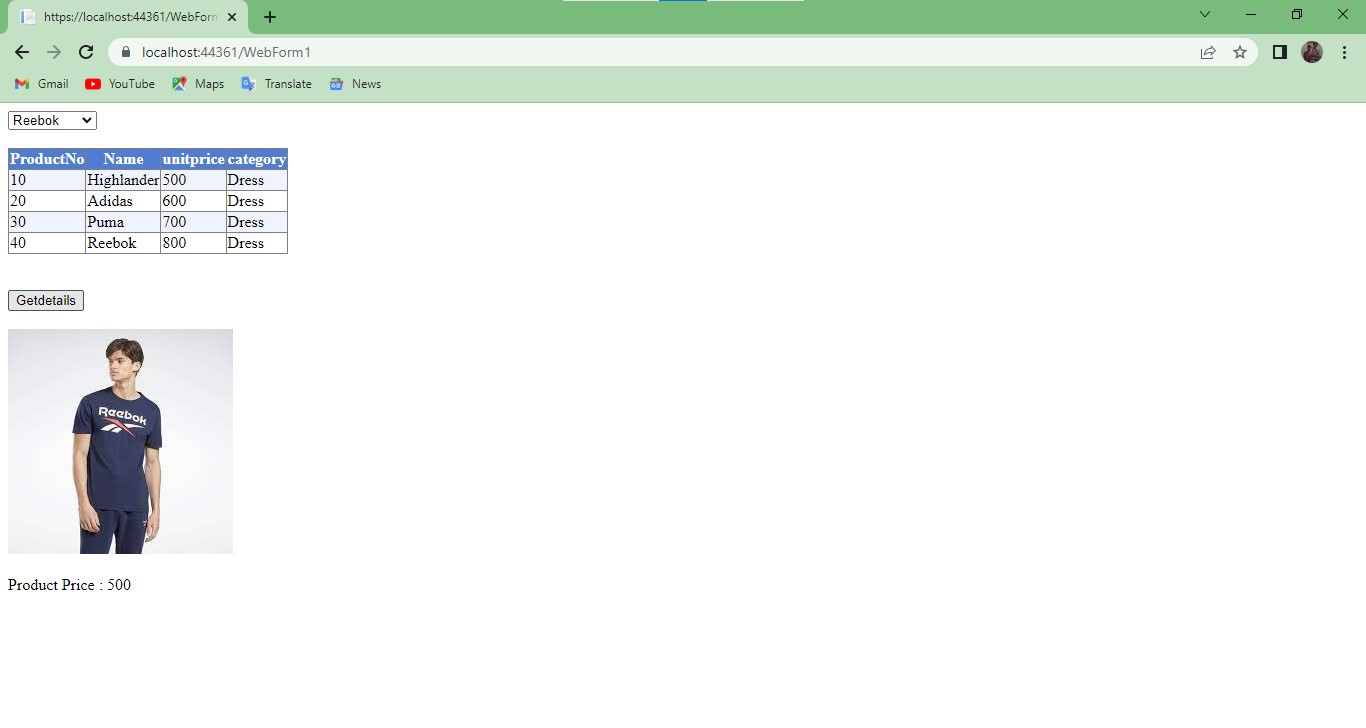 https://localhost:44361/WebForm
localhost:44361/WebForm1
Gmail YouTube Maps Translate News
Reebok
ProductNo Name unitprice category
10 Highlander 500 Dress
20 Adidas 600 Dress
30 Puma 700 Dress
40 Reebok 800 Dress
Getdetails
Reebok
Product Price : 500